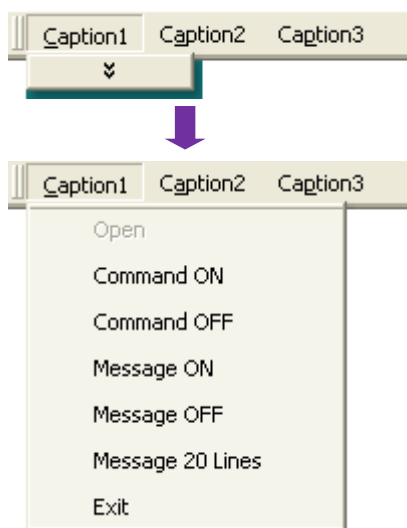 Caption1 Caption2 Caption3
Caption1 Caption2 Caption3
Open
Command ON
Command OFF
Message ON
Message OFF
Message 20 Lines
Exit